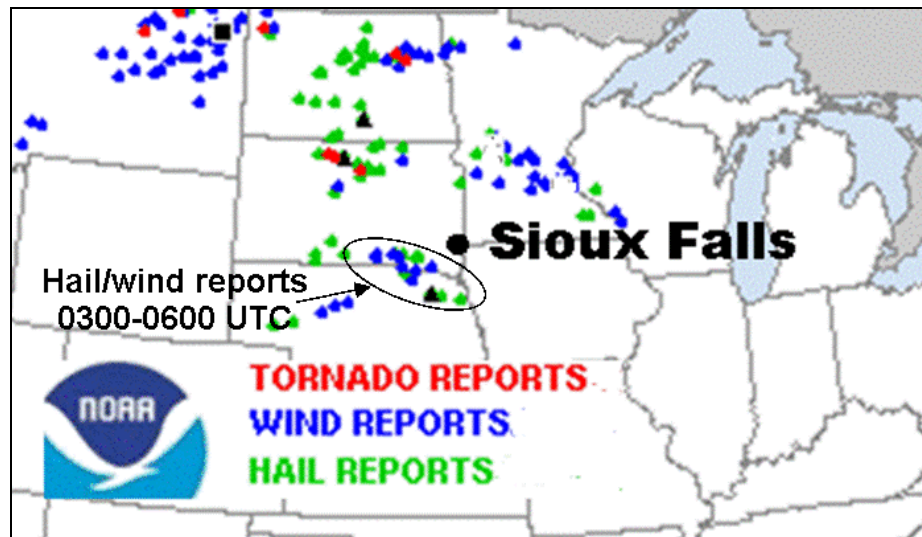 Sioux Falls
Hail/wind reports
0300-0600 UTC
NOAA
TORNADO REPORTS
WIND REPORTS
HAIL REPORTS